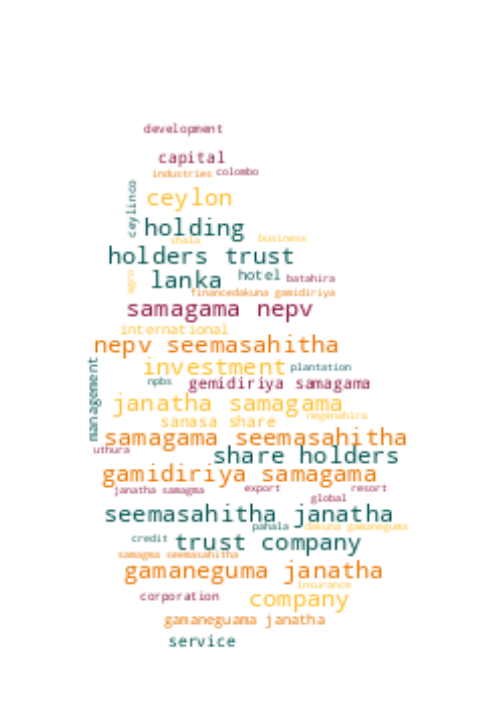 development
capital
industries colombo
ceylinco
ceylon
holding
ihala business
holders trust
lanka hotel batahira
agro
financedakuna gamidiriya
samagama nepv
international
nepv seemasahitha
investment plantation
npbs gemidiriya samagama
management
janatha samagama
sanasa share negenahira
samagama seemasahitha
uthura share holders
gamidiriya samagama
janatha samagma export resort
global
seemasahitha janatha
pahala dakuna gamaneguma
credit trust company
samagma seemasahitha
gamaneguma janatha
insurance
corporation company
gamaneguama janatha
service